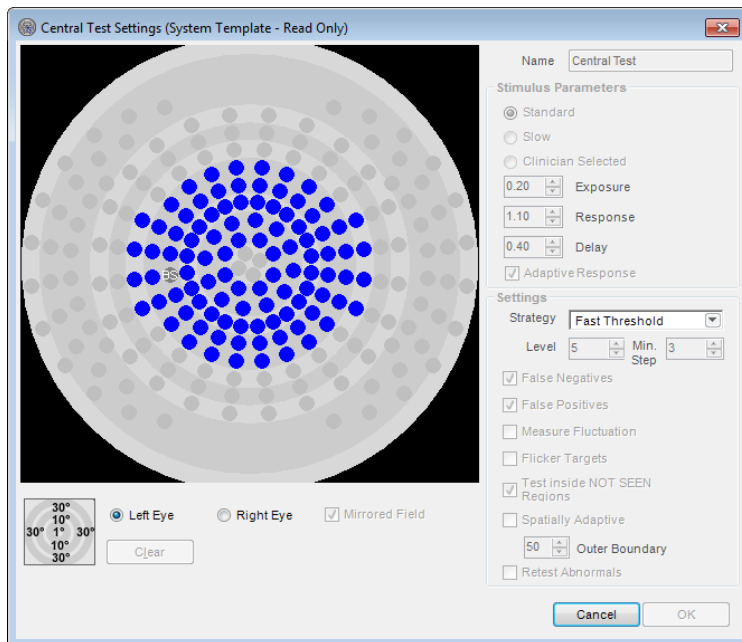 Central Test Settings (System Template - Read Only)
Name Central Test
Stimulus Parameters
Standard
Slow
Clinician Selected
0.20 Exposure
1.10 Response
0.40 Delay
Adaptive Response
BS
Settings
Strategy Fast Threshold
Level 5 Min. Step 3
False Negatives
False Positives
Measure Fluctuation
Flicker Targets
Test inside NOT SEEN
Regions
Spatially Adaptive
50 Outer Boundary
Retest Abnormals
30°
10°
30° 1° 30°
10°
30°
Left Eye Right Eye Mirrored Field
Clear
Cancel OK